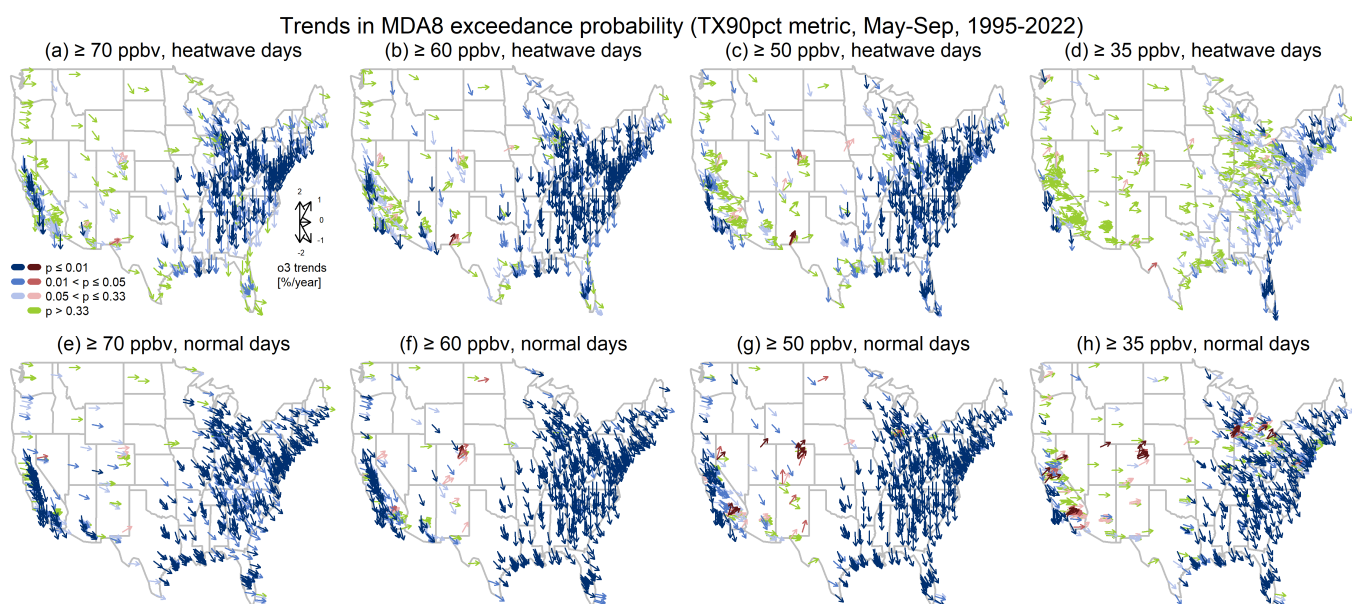 Trends in MDA8 exceedance probability (TX90pct metric, May-Sep, 1995-2022)
(a) ≥ 70 ppbv, heatwave days
(b) ≥ 60 ppbv, heatwave days
(c) ≥ 50 ppbv, heatwave days
(d) ≥ 35 ppbv, heatwave days
2
1
0
-1
-2
o3 trends
[%/year]
p ≤ 0.01
0.01 < p ≤ 0.05
0.05 < p ≤ 0.33
p > 0.33
(e) ≥ 70 ppbv, normal days
(f) ≥ 60 ppbv, normal days
(g) ≥ 50 ppbv, normal days
(h) ≥ 35 ppbv, normal days